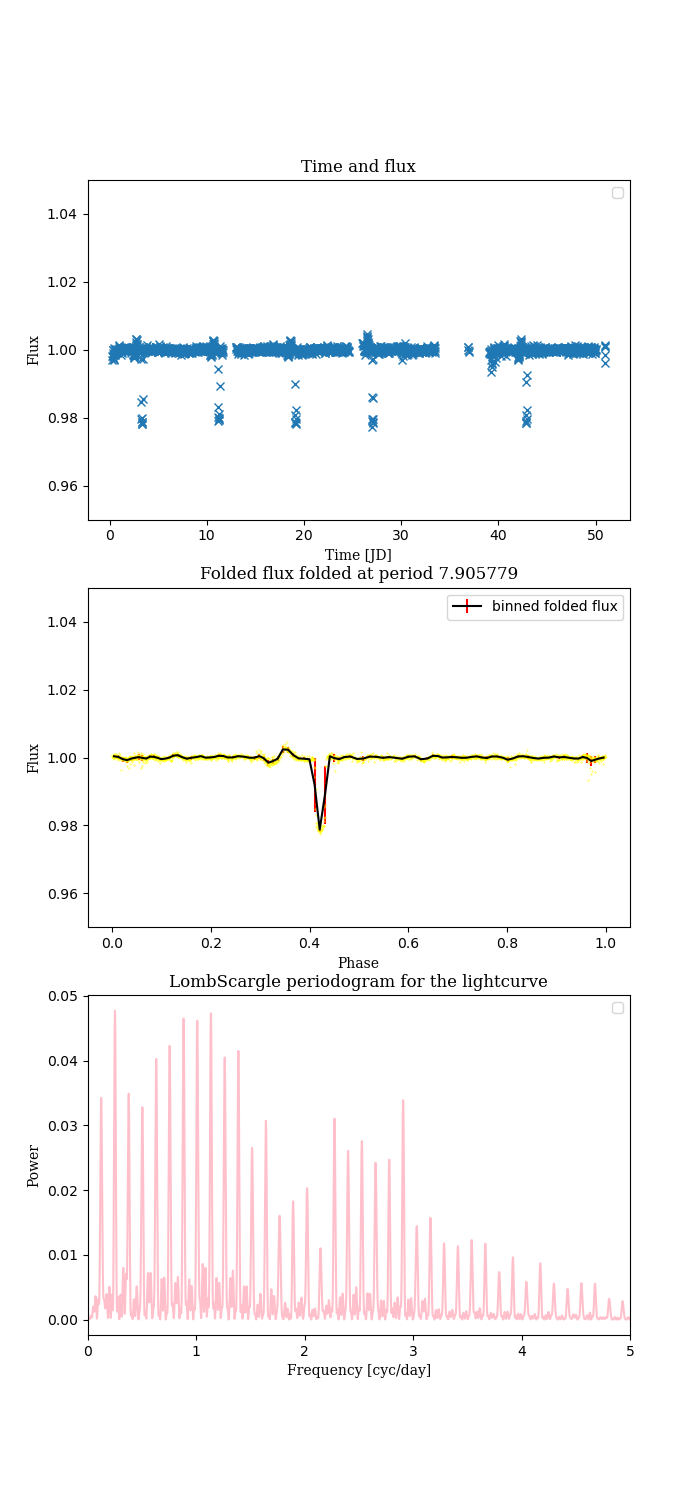 Time and flux
Flux
1.04
1.02
1.00
0.98
0.96
0 10 20 30 40 50
Time [JD]
Folded flux folded at period 7.905779
binned folded flux
Flux
1.04
1.02
1.00
0.98
0.96
0.0 0.2 0.4 0.6 0.8 1.0
Phase
LombScargle periodogram for the lightcurve
Power
0.05
0.04
0.03
0.02
0.01
0.00
0 1 2 3 4 5
Frequency [cyc/day]